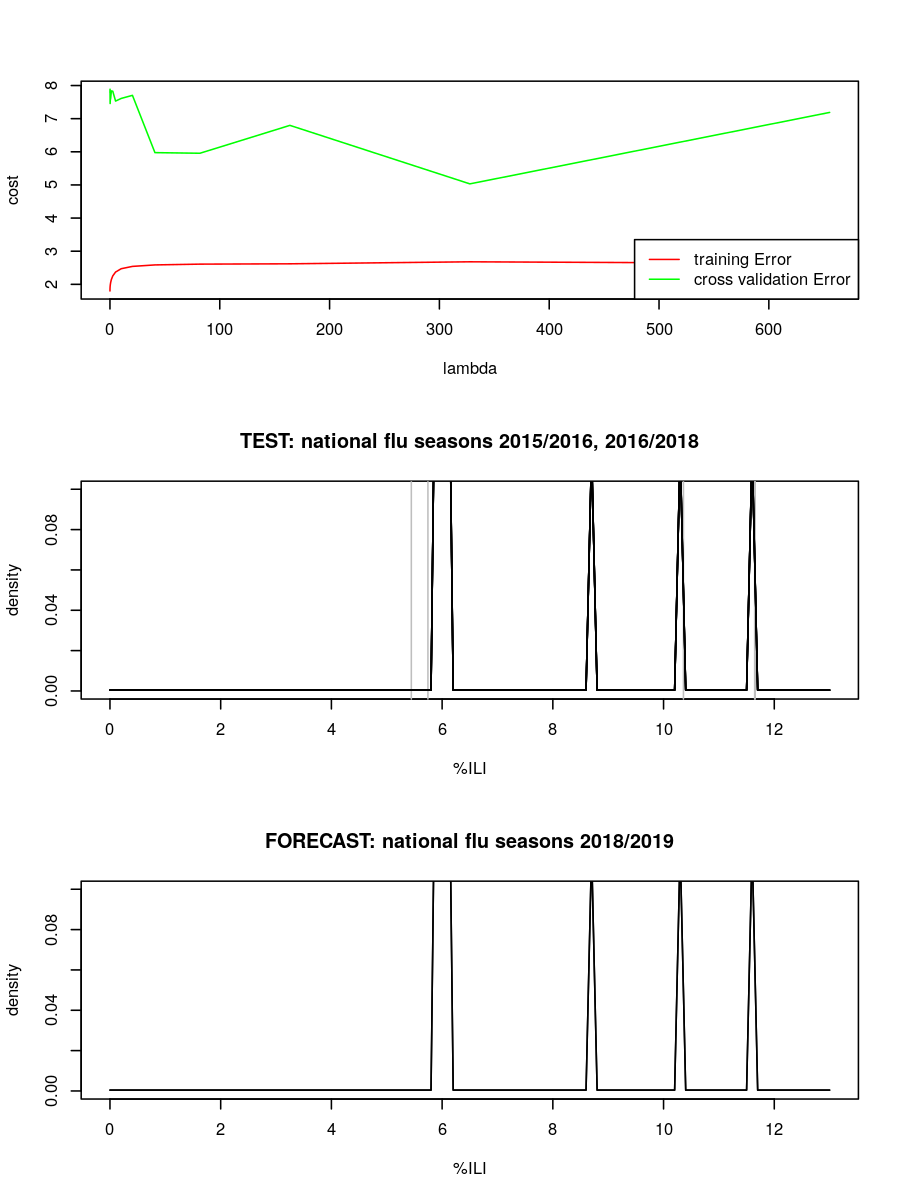 8
7
6
5
4
3
2
cost
training Error
cross validation Error
0 100 200 300 400 500 600
lambda
TEST: national flu seasons 2015/2016, 2016/2018
0.08
0.04
0.00
density
0 2 4 6 8 10 12
%ILI
FORECAST: national flu seasons 2018/2019
0.08
0.04
0.00
density
0 2 4 6 8 10 12
%ILI